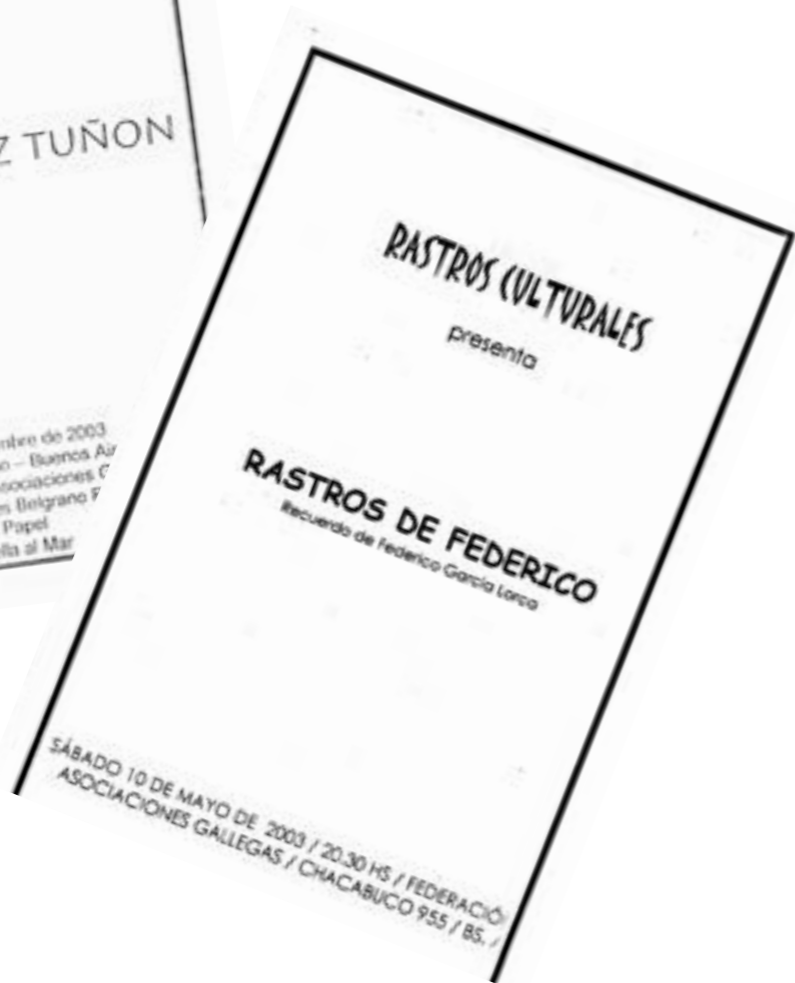 Z TUÑON
mbre de 2003
o – Buenos Air
sociaciones G
es Belgrano F
Papel
lla al Mar
RASTROS CULTURALES
presenta
RASTROS DE FEDERICO
Recuerdo de Federico García Lorca
SÁBADO 10 DE MAYO DE 2003 / 20.30 HS / FEDERACIÓ
ASOCIACIONES GALLEGAS / CHACABUCO 955 / BS. /